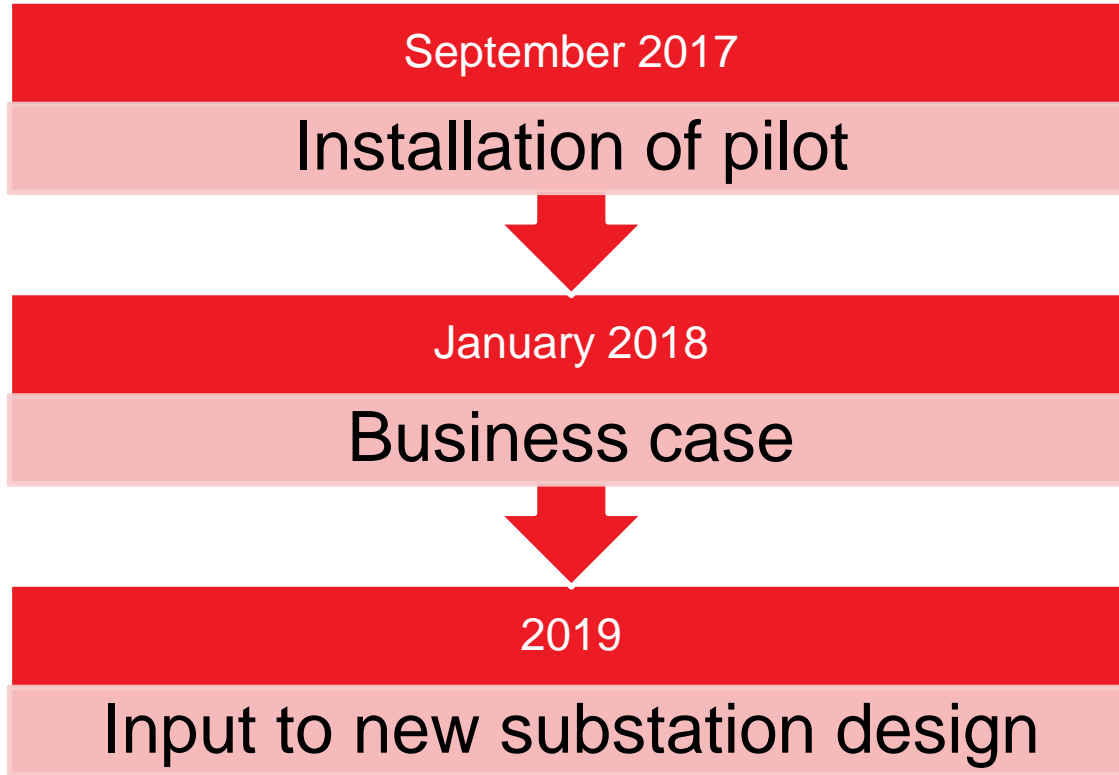 September 2017
Installation of pilot
January 2018
Business case
2019
Input to new substation design